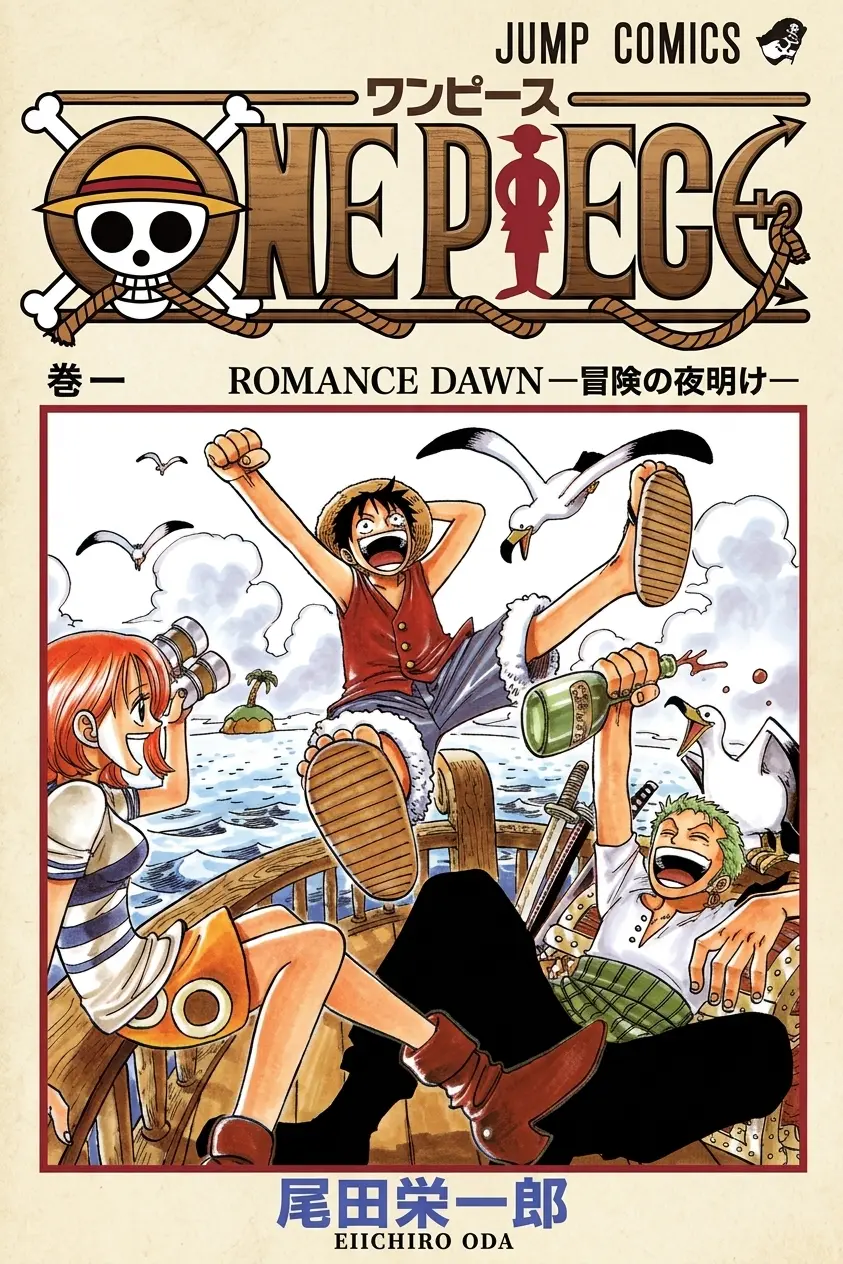 JUMP COMICS
ワンピース
ONE PIECE
巻一
ROMANCE DAWN—冒険の夜明け—
尾田栄一郎
EIICHIRO ODA